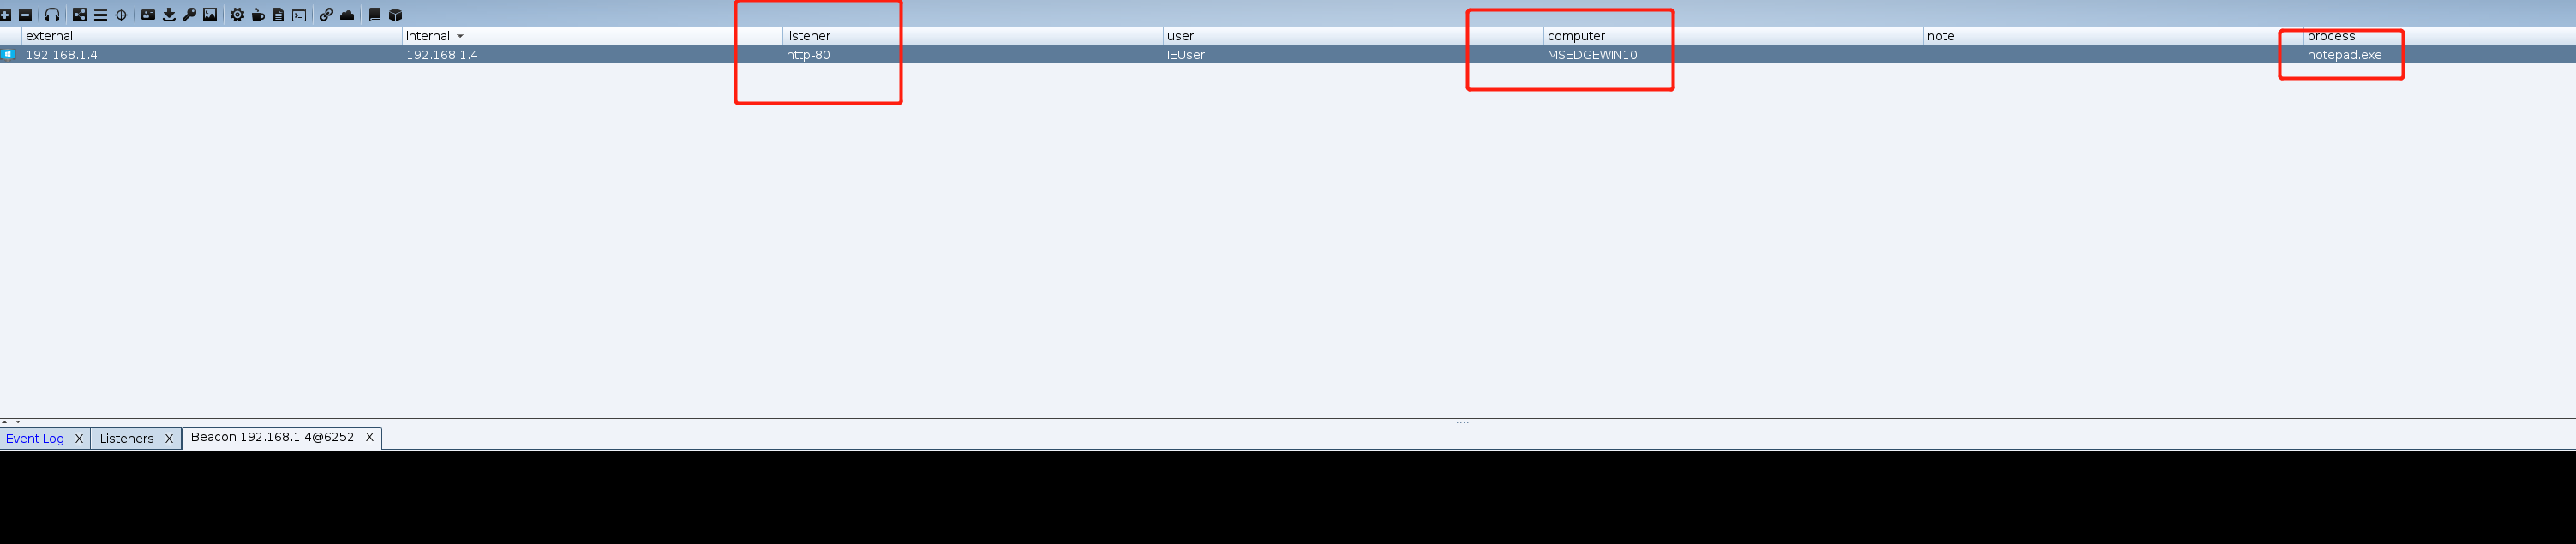 external internal listener user computer note process
192.168.1.4 192.168.1.4 http-80 IEUser MSEDGEWIN10 notepad.exe
Event Log X Listeners X Beacon 192.168.1.4@6252 X